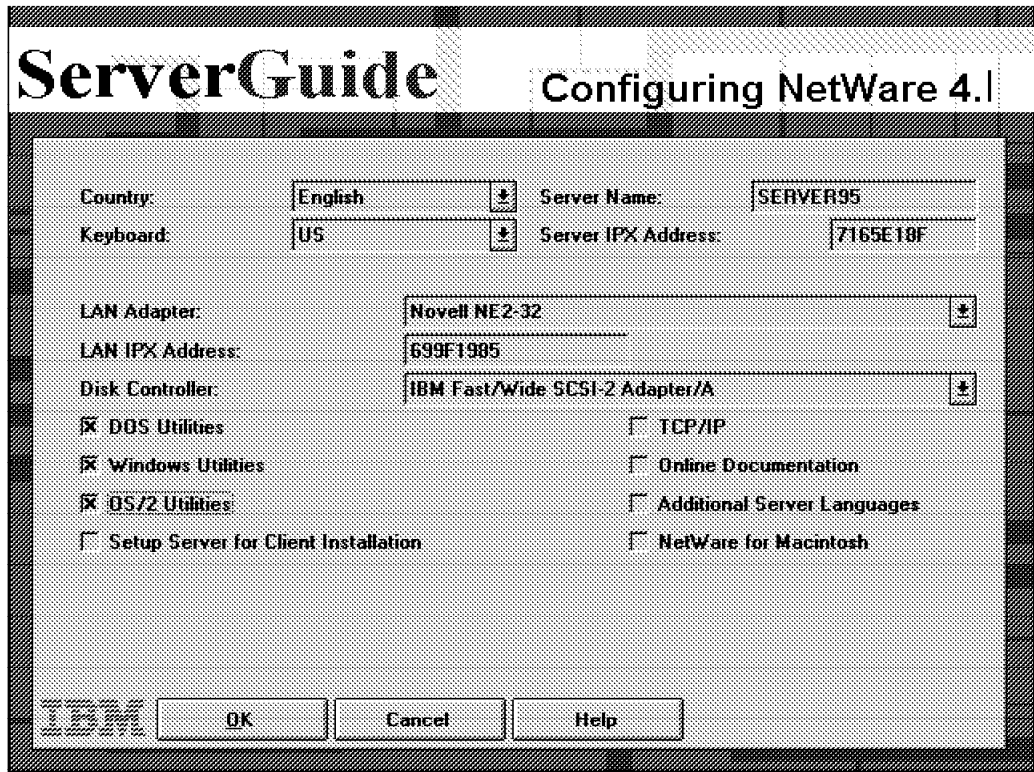 ServerGuide Configuring NetWare 4.1
Country: English Server Name: SERVER95
Keyboard: US Server IPX Address: 7165E18F
LAN Adapter: Novell NE2-32
LAN IPX Address: 699F1985
Disk Controller: IBM Fast/Wide SCSI-2 Adapter/A
DOS Utilities TCP/IP
Windows Utilities Online Documentation
OS/2 Utilities Additional Server Languages
Setup Server for Client Installation NetWare for Macintosh
IBM OK Cancel Help